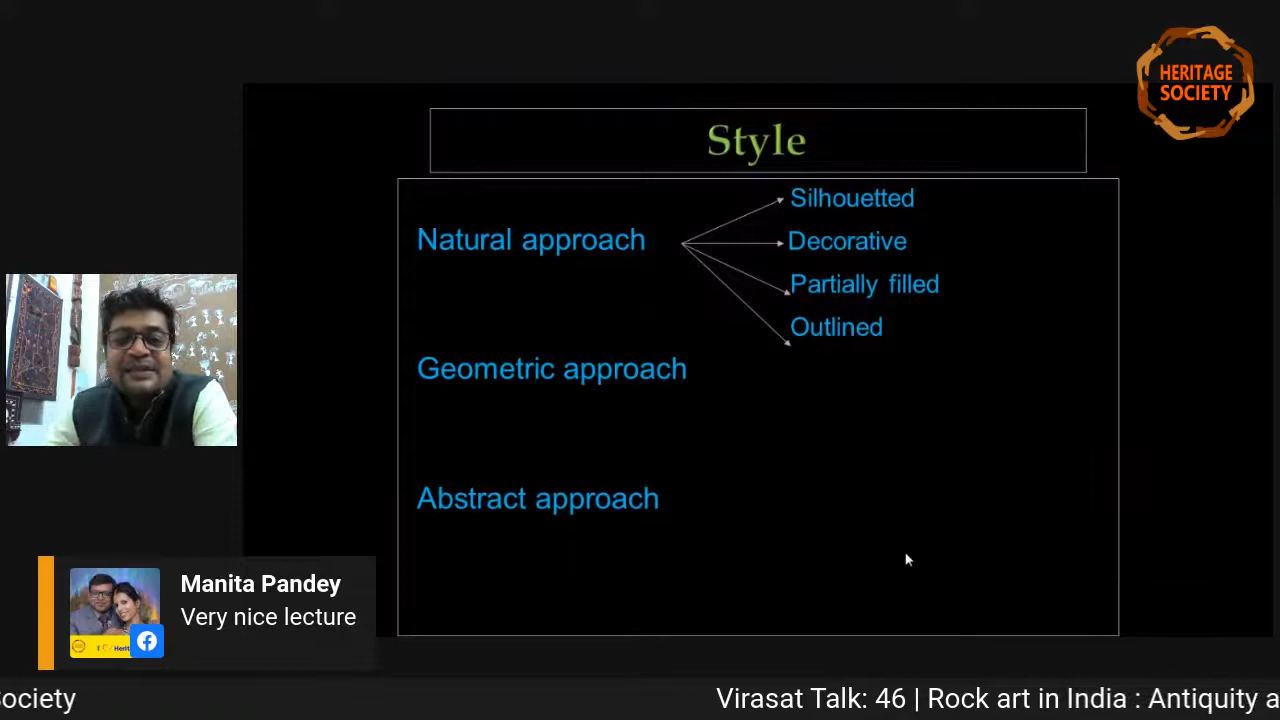 HERITAGE
SOCIETY
Style
Natural approach
Silhouetted
Decorative
Partially filled
Outlined
Geometric approach
Abstract approach
Manita Pandey
Very nice lecture
Society
Virasat Talk: 46 | Rock art in India : Antiquity a